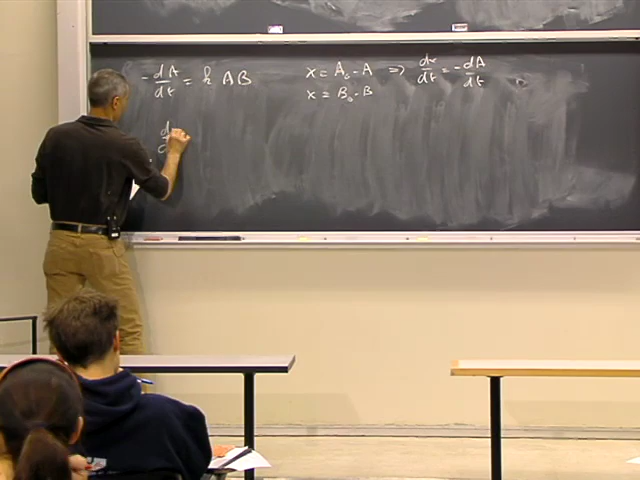 -dA/dt = k AB
x = A₀ - A ⟹ dx/dt = - dA/dt
x = B₀ - B
d